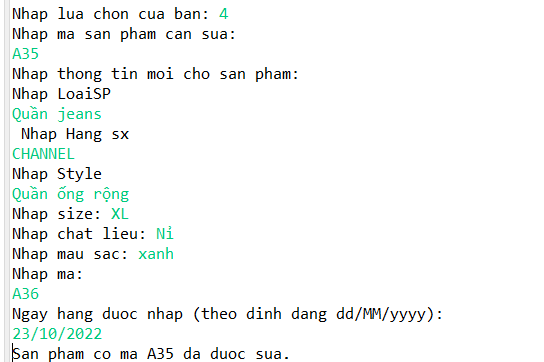 Nhap lua chon cua ban: 4
Nhap ma san pham can sua:
A35
Nhap thong tin moi cho san pham:
Nhap LoaiSP
Quần jeans
Nhap Hang sx
CHANNEL
Nhap Style
Quần ống rộng
Nhap size: XL
Nhap chat lieu: Nỉ
Nhap mau sac: xanh
Nhap ma:
A36
Ngay hang duoc nhap (theo dinh dang dd/MM/yyyy):
23/10/2022
San pham co ma A35 da duoc sua.